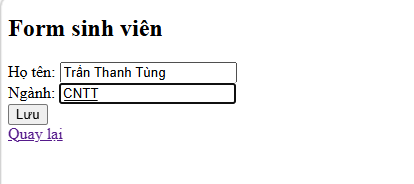 Form sinh viên
Họ tên: Trần Thanh Tùng
Ngành: CNTT
Lưu
Quay lại